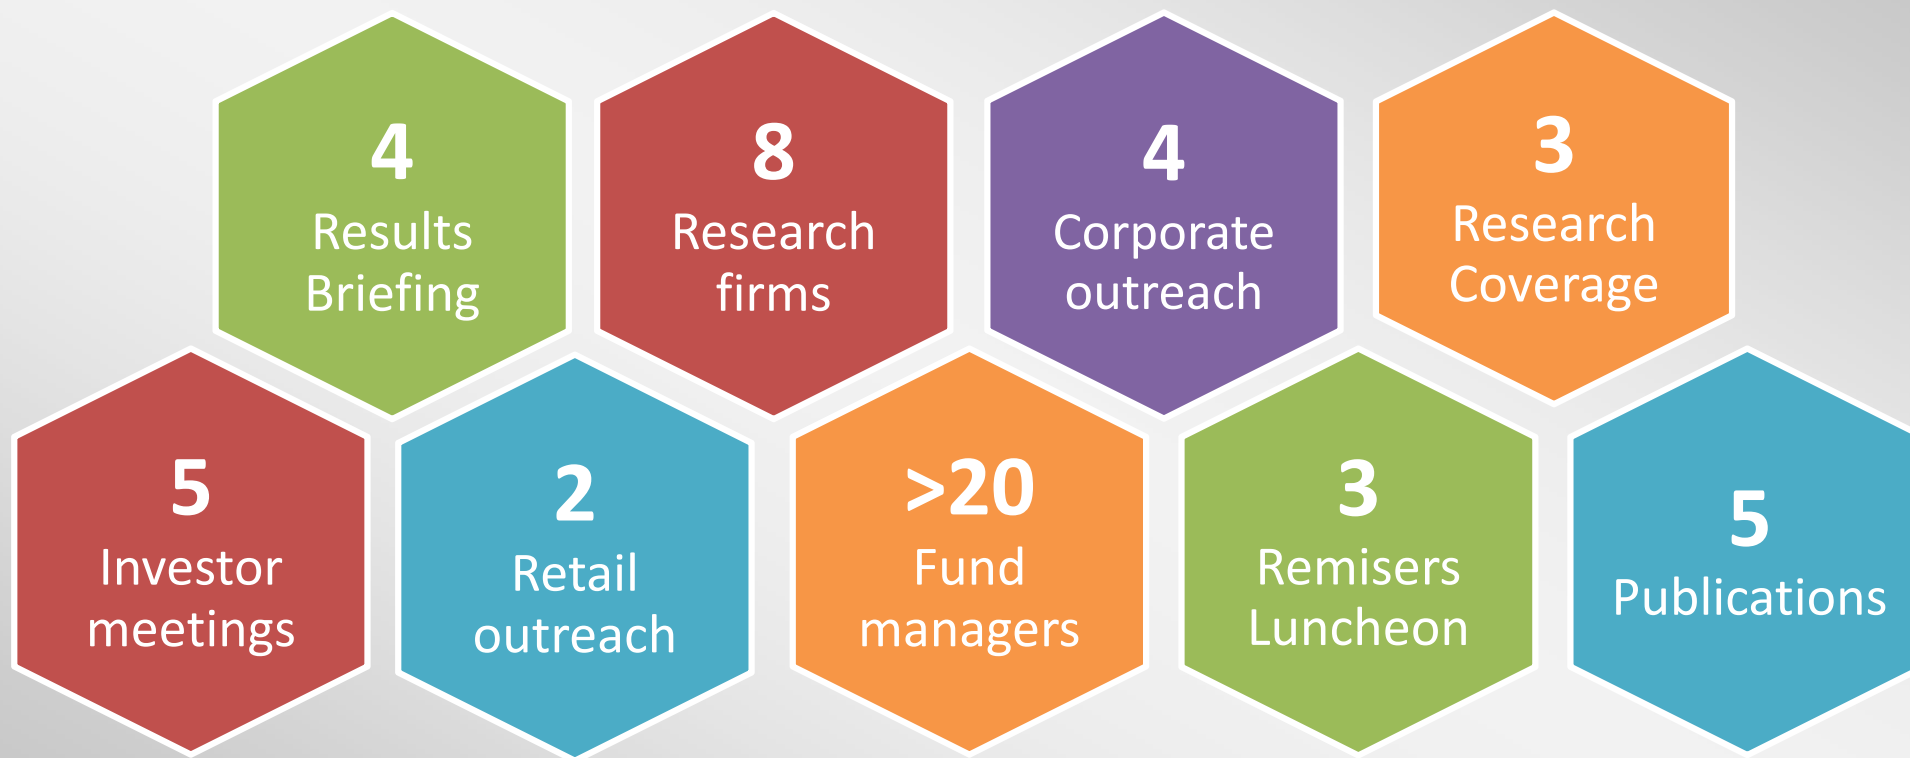 4
Results
Briefing
8
Research
firms
4
Corporate
outreach
3
Research
Coverage
5
Investor
meetings
2
Retail
outreach
>20
Fund
managers
3
Remisers
Luncheon
5
Publications